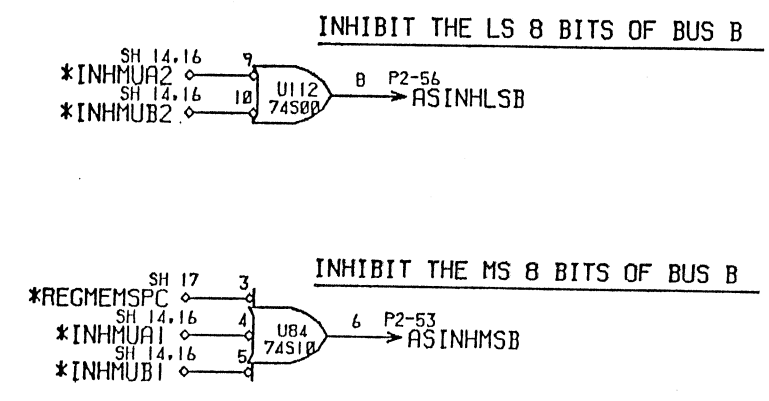 INHIBIT THE LS 8 BITS OF BUS B
SH 14,16
9
*INHMUA2
SH 14,16
10
*INHMUB2
U112
74S00
8
P2-56
ASINHLSB
INHIBIT THE MS 8 BITS OF BUS B
SH 17
3
*REGMEMSPC
SH 14,16
4
*INHMUA1
SH 14,16
5
*INHMUB1
U84
74S10
6
P2-53
ASINHMSB